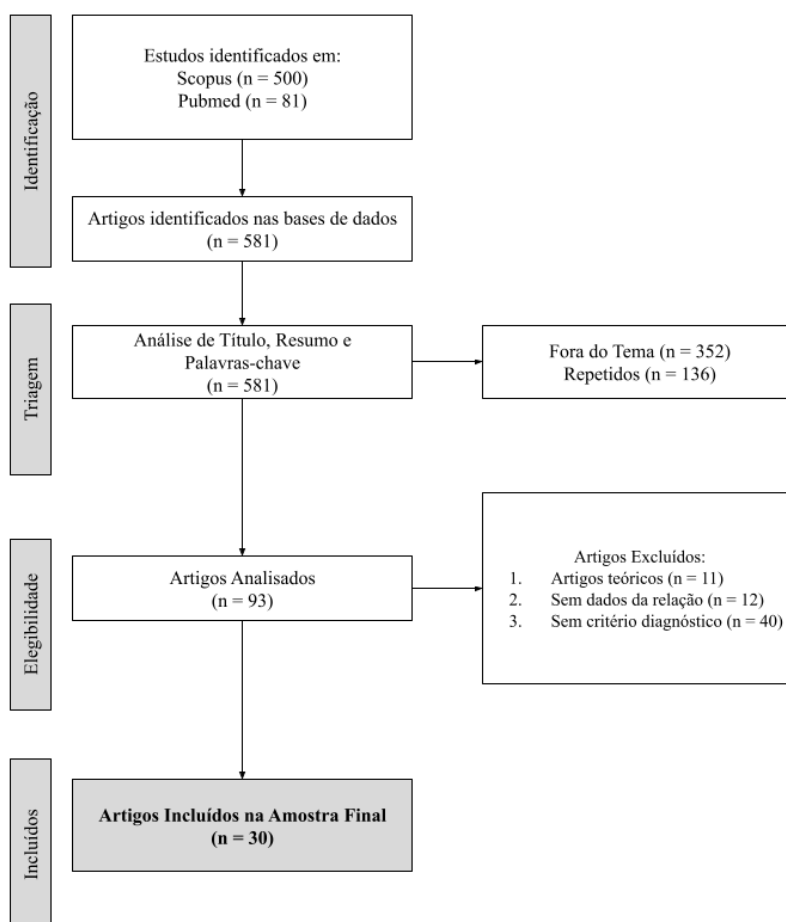 Identificação
Estudos identificados em:
Scopus (n = 500)
Pubmed (n = 81)
Artigos identificados nas bases de dados
(n = 581)
Triagem
Análise de Título, Resumo e
Palavras-chave
(n = 581)
Fora do Tema (n = 352)
Repetidos (n = 136)
Elegibilidade
Artigos Analisados
(n = 93)
Artigos Excluídos:
1. Artigos teóricos (n = 11)
2. Sem dados da relação (n = 12)
3. Sem critério diagnóstico (n = 40)
Incluídos
Artigos Incluídos na Amostra Final
(n = 30)